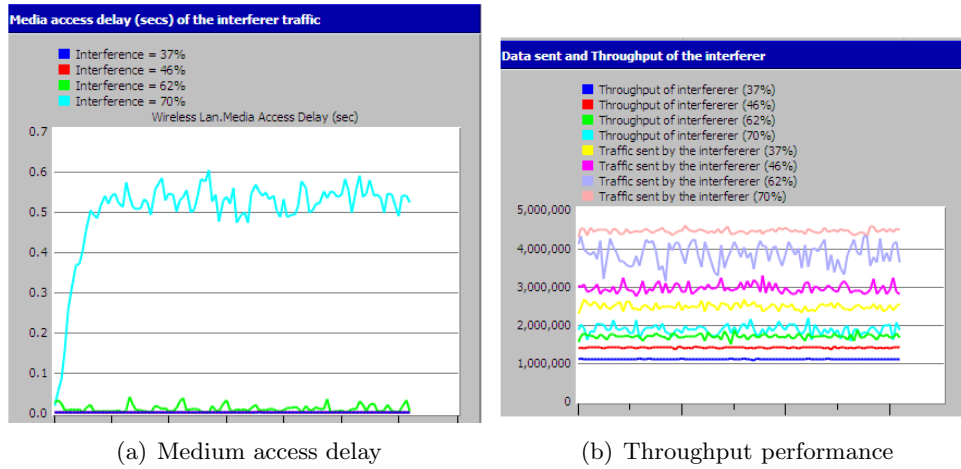 Media access delay (secs) of the interferer traffic
Interference = 37%
Interference = 46%
Interference = 62%
Interference = 70%
Wireless Lan.Media Access Delay (sec)
0.7
0.6
0.5
0.4
0.3
0.2
0.1
0.0
(a) Medium access delay
Data sent and Throughput of the interferer
Throughput of interfererer (37%)
Throughput of interfererer (46%)
Throughput of interfererer (62%)
Throughput of interfererer (70%)
Traffic sent by the interfererer (37%)
Traffic sent by the interfererer (46%)
Traffic sent by the interfererer (62%)
Traffic sent by the interfererer (70%)
5,000,000
4,000,000
3,000,000
2,000,000
1,000,000
0
(b) Throughput performance